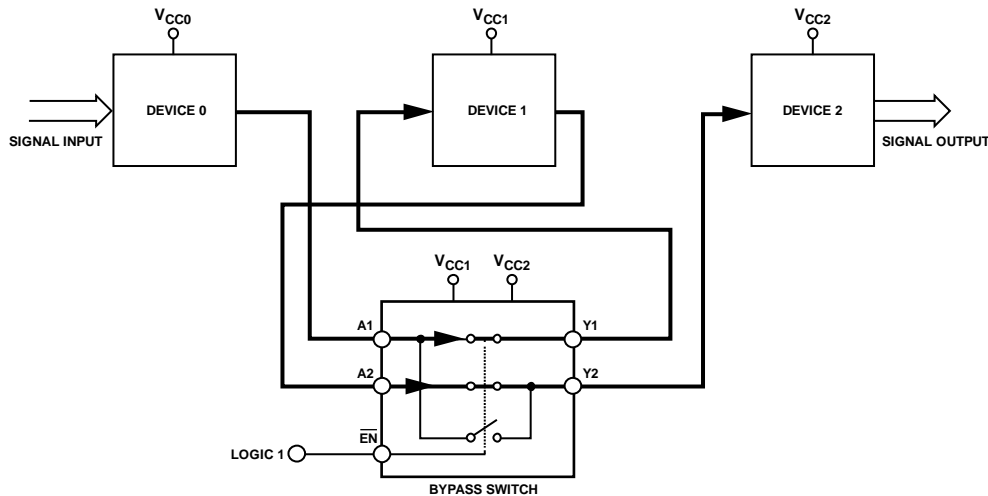 VCC0
VCC1
VCC2
DEVICE 0
DEVICE 1
DEVICE 2
SIGNAL INPUT
SIGNAL OUTPUT
VCC1
VCC2
A1
Y1
A2
Y2
EN
LOGIC 1
BYPASS SWITCH